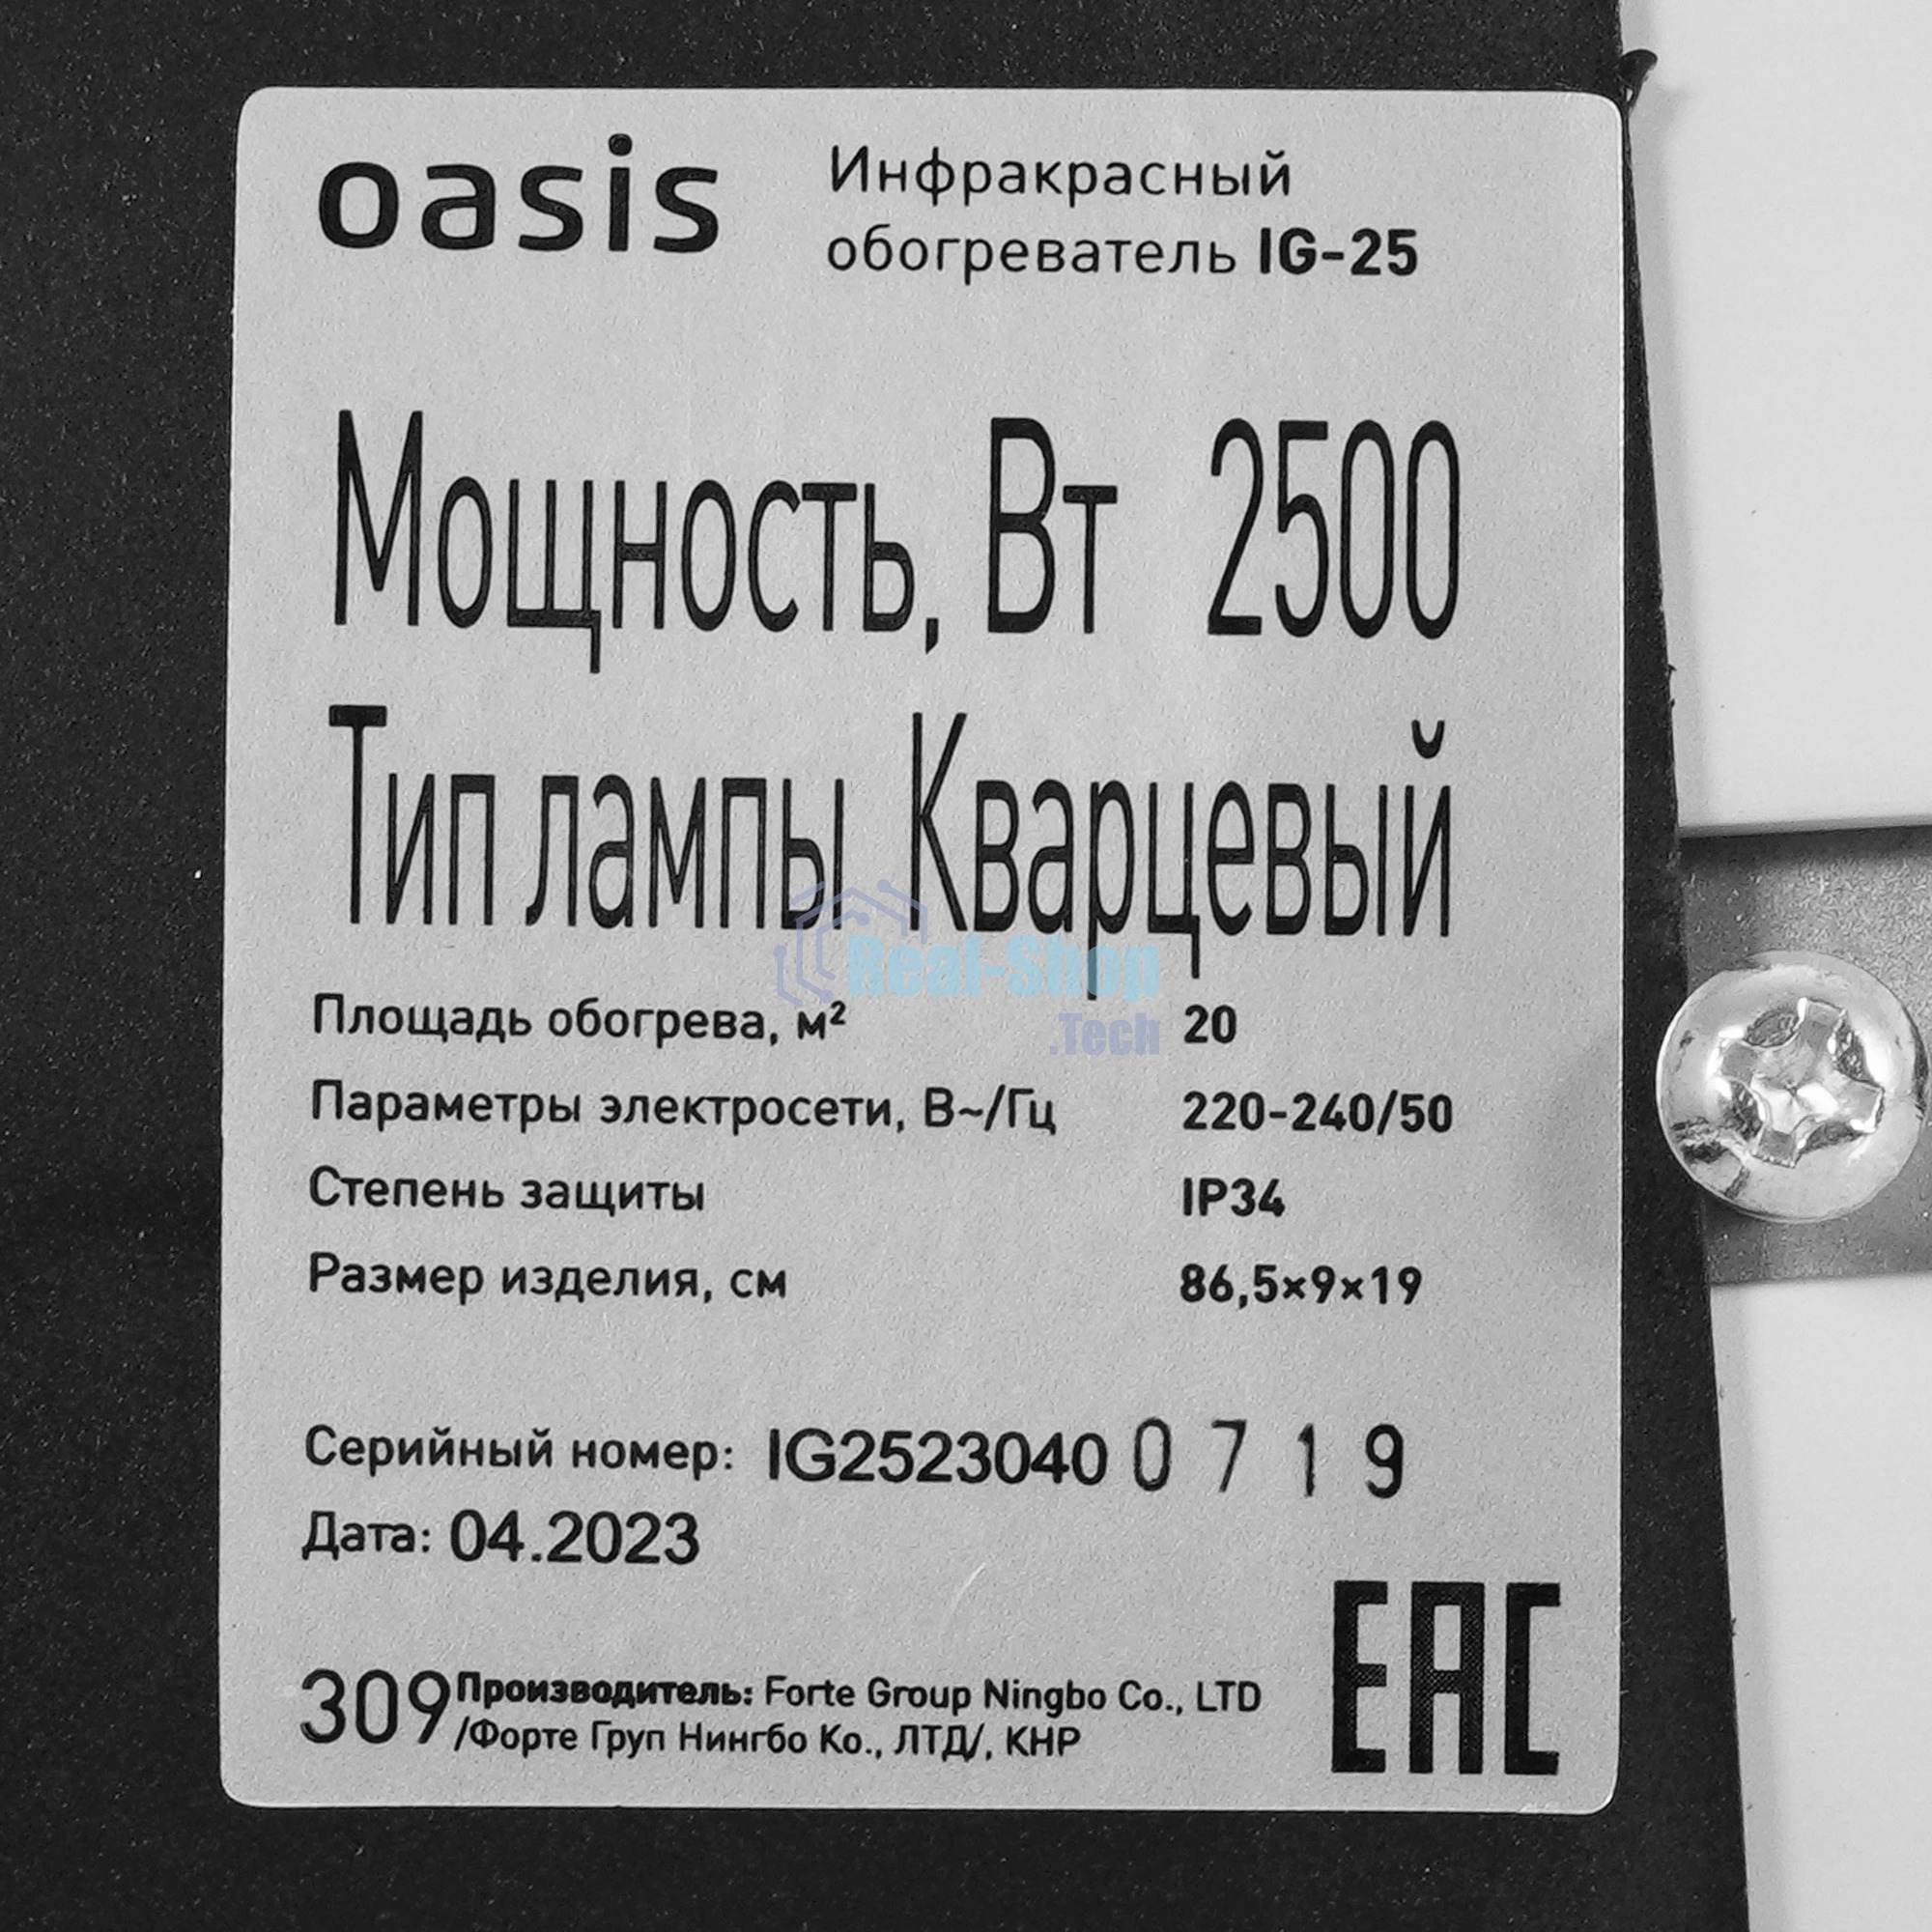 oasis
Инфракрасный
обогреватель IG-25
Мощность, Вт 2500
Тип лампы Кварцевый
Real-Shop
.Tech
Площадь обогрева, м² 20
Параметры электросети, В~/Гц 220-240/50
Степень защиты IP34
Размер изделия, см 86,5×9×19
Серийный номер: IG2523040 0 7 1 9
Дата: 04.2023
EAC
309 Производитель: Forte Group Ningbo Co., LTD
/Форте Груп Нингбо Ко., ЛТД/, КНР